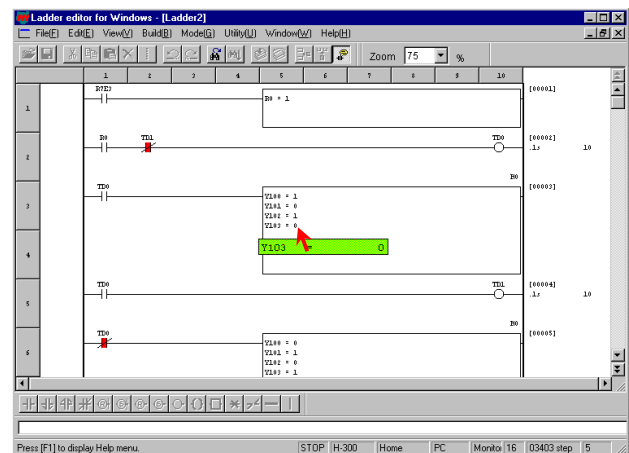 Ladder editor for Windows - [Ladder2]
File(F) Edit(E) View(V) Build(B) Mode(G) Utility(U) Window(W) Help(H)
Zoom 75 %
1 2 3 4 5 6 7 8 9 10
1
R7E3
R0 = 1
[00001]
2
R0 TD1 TD0
[00002]
.1s 10
3
TD0
R0
[00003]
Y100 = 1
Y101 = 0
Y102 = 1
Y103 = 0
4
Y103 = 0
5
TD0 TD1
[00004]
.1s 10
6
TD0
R0
[00005]
Y100 = 0
Y101 = 1
Y102 = 0
Y103 = 1
Press [F1] to display Help menu. STOP H-300 Home PC Monitor 16 03403 step 5